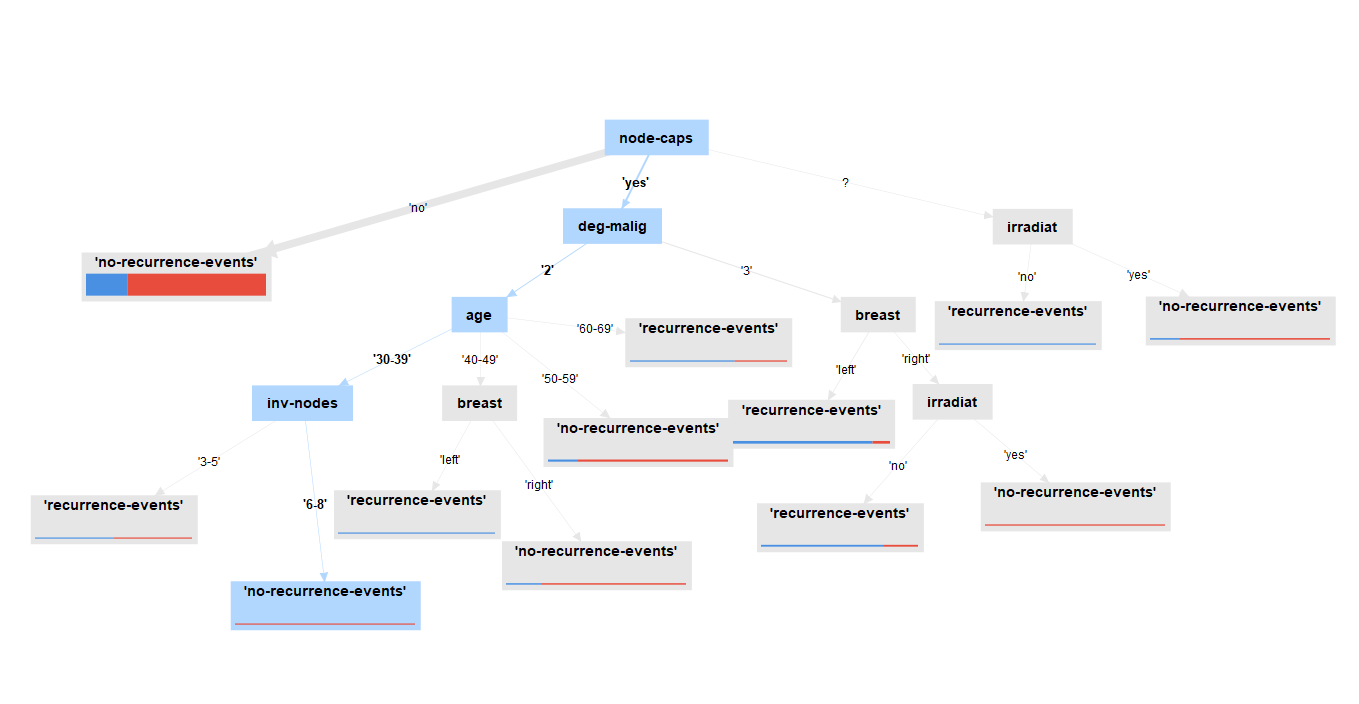 node-caps
'yes'
?
'no'
deg-malig
irradiat
'no-recurrence-events'
'2'
'3'
'no'
'yes'
age
'60-69'
'recurrence-events'
breast
'recurrence-events'
'no-recurrence-events'
'30-39'
'40-49'
'50-59'
'left'
'right'
inv-nodes
breast
'no-recurrence-events'
'recurrence-events'
irradiat
'3-5'
'6-8'
'left'
'right'
'no'
'yes'
'recurrence-events'
'recurrence-events'
'no-recurrence-events'
'recurrence-events'
'no-recurrence-events'
'no-recurrence-events'